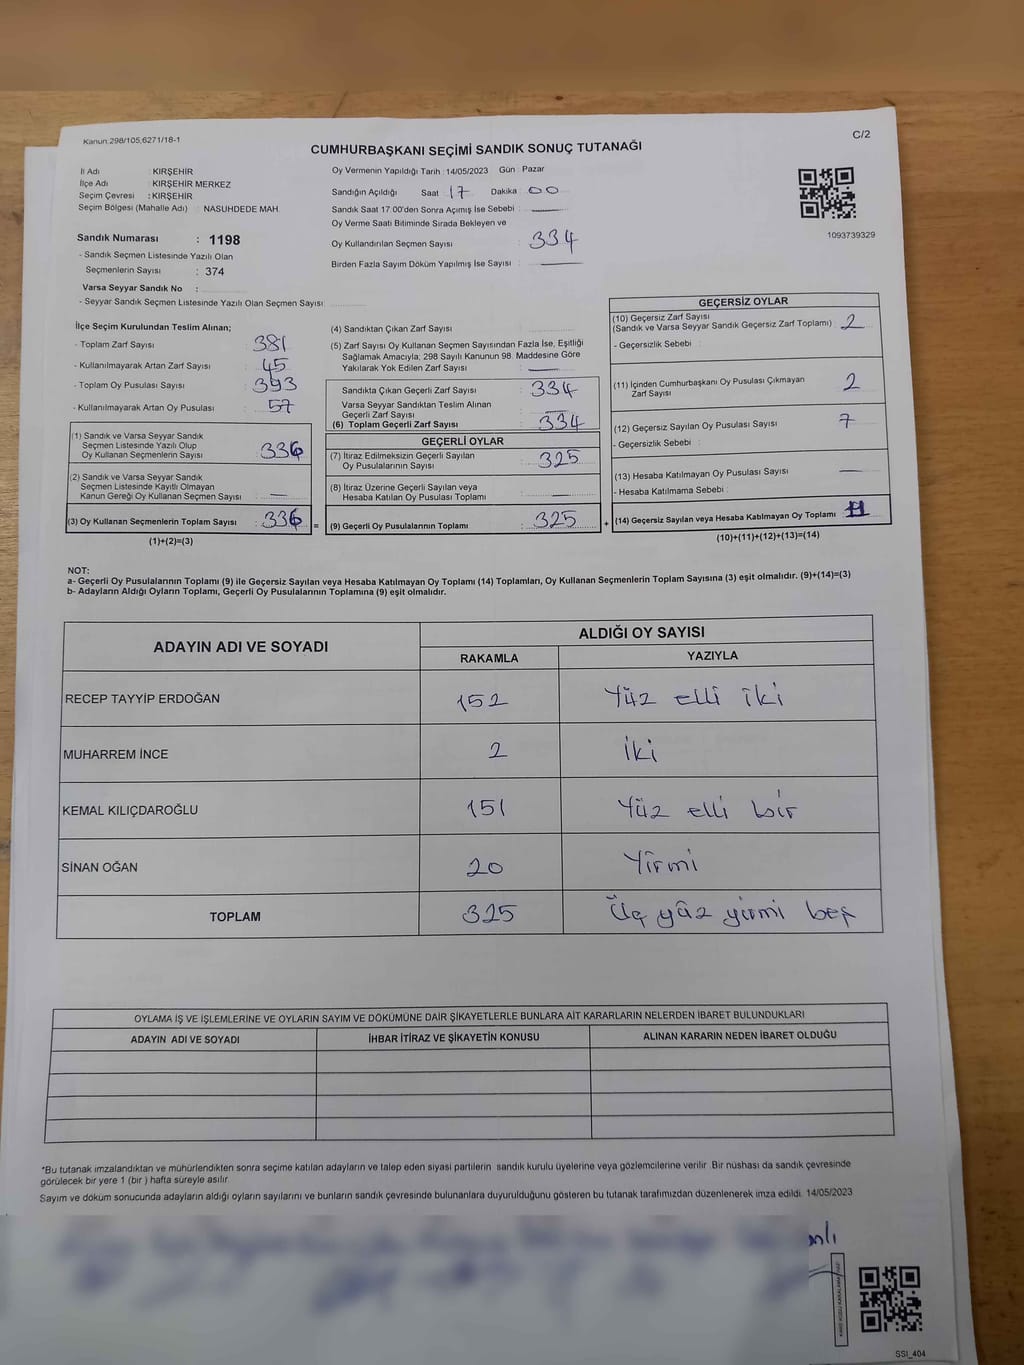 Kanun:298/105,6271/18-1
C/2
CUMHURBAŞKANI SEÇİMİ SANDIK SONUÇ TUTANAĞI
İl Adı : KIRŞEHİR
İlçe Adı : KIRŞEHİR MERKEZ
Seçim Çevresi : KIRŞEHİR
Seçim Bölgesi (Mahalle Adı) : NASUHDEDE MAH.
Sandık Numarası : 1198
- Sandık Seçmen Listesinde Yazılı Olan
Seçmenlerin Sayısı : 374
Varsa Seyyar Sandık No :
- Seyyar Sandık Seçmen Listesinde Yazılı Olan Seçmen Sayısı:
Oy Vermenin Yapıldığı Tarih : 14/05/2023 Gün : Pazar
Sandığın Açıldığı Saat 17 Dakika : 00
Sandık Saat 17.00'den Sonra Açımış İse Sebebi :
Oy Verme Saati Bitiminde Sırada Bekleyen ve
Oy Kullandırılan Seçmen Sayısı : 334
Birden Fazla Sayım Döküm Yapılmış İse Sayısı :
1093739329
İlçe Seçim Kurulundan Teslim Alınan;
- Toplam Zarf Sayısı : 381
- Kullanılmayarak Artan Zarf Sayısı : 45
- Toplam Oy Pusulası Sayısı : 393
- Kullanılmayarak Artan Oy Pusulası : 57
(1) Sandık ve Varsa Seyyar Sandık
Seçmen Listesinde Yazılı Olup
Oy Kullanan Seçmenlerin Sayısı : 336
(2) Sandık ve Varsa Seyyar Sandık
Seçmen Listesinde Kayıtlı Olmayan
Kanun Gereği Oy Kullanan Seçmen Sayısı :
(3) Oy Kullanan Seçmenlerin Toplam Sayısı : 336 =
(1)+(2)=(3)
(4) Sandıktan Çıkan Zarf Sayısı :
(5) Zarf Sayısı Oy Kullanan Seçmen Sayısından Fazla İse, Eşitliği
Sağlamak Amacıyla; 298 Sayılı Kanunun 98. Maddesine Göre
Yakılarak Yok Edilen Zarf Sayısı :
Sandıkta Çıkan Geçerli Zarf Sayısı : 334
Varsa Seyyar Sandıktan Teslim Alınan
Geçerli Zarf Sayısı :
(6) Toplam Geçerli Zarf Sayısı : 334
GEÇERLİ OYLAR
(7) İtiraz Edilmeksizin Geçerli Sayılan
Oy Pusulalarının Sayısı : 325
(8) İtiraz Üzerine Geçerli Sayılan veya
Hesaba Katılan Oy Pusulası Toplamı :
(9) Geçerli Oy Pusulalarının Toplamı : 325 +
GEÇERSİZ OYLAR
(10) Geçersiz Zarf Sayısı
(Sandık ve Varsa Seyyar Sandık Geçersiz Zarf Toplamı) : 2
- Geçersizlik Sebebi :
(11) İçinden Cumhurbaşkanı Oy Pusulası Çıkmayan
Zarf Sayısı : 2
(12) Geçersiz Sayılan Oy Pusulası Sayısı : 7
- Geçersizlik Sebebi :
(13) Hesaba Katılmayan Oy Pusulası Sayısı :
- Hesaba Katılmama Sebebi :
(14) Geçersiz Sayılan veya Hesaba Katılmayan Oy Toplamı : 11
(10)+(11)+(12)+(13)=(14)
NOT:
a- Geçerli Oy Pusulalarının Toplamı (9) ile Geçersiz Sayılan veya Hesaba Katılmayan Oy Toplamı (14) Toplamları, Oy Kullanan Seçmenlerin Toplam Sayısına (3) eşit olmalıdır. (9)+(14)=(3)
b- Adayların Aldığı Oyların Toplamı, Geçerli Oy Pusulalarının Toplamına (9) eşit olmalıdır.
ADAYIN ADI VE SOYADI
ALDIĞI OY SAYISI
RAKAMLA YAZIYLA
RECEP TAYYİP ERDOĞAN 152 Yüz elli iki
MUHARREM İNCE 2 iki
KEMAL KILIÇDAROĞLU 151 Yüz elli bir
SİNAN OĞAN 20 Yirmi
TOPLAM 325 Üç yüz yirmi beş
OYLAMA İŞ VE İŞLEMLERİNE VE OYLARIN SAYIM VE DÖKÜMÜNE DAİR ŞİKAYETLERLE BUNLARA AİT KARARLARIN NELERDEN İBARET BULUNDUKLARI
ADAYIN ADI VE SOYADI İHBAR İTİRAZ VE ŞİKAYETİN KONUSU ALINAN KARARIN NEDEN İBARET OLDUĞU
*Bu tutanak imzalandıktan ve mühürlendikten sonra seçime katılan adayların ve talep eden siyasi partilerin sandık kurulu üyelerine veya gözlemcilerine verilir. Bir nüshası da sandık çevresinde
görülecek bir yere 1 (bir ) hafta süreyle asılır.
Sayım ve döküm sonucunda adayların aldığı oyların sayılarını ve bunların sandık çevresinde bulunanlara duyurulduğunu gösteren bu tutanak tarafımızdan düzenlenerek imza edildi. 14/05/2023
SSI_404